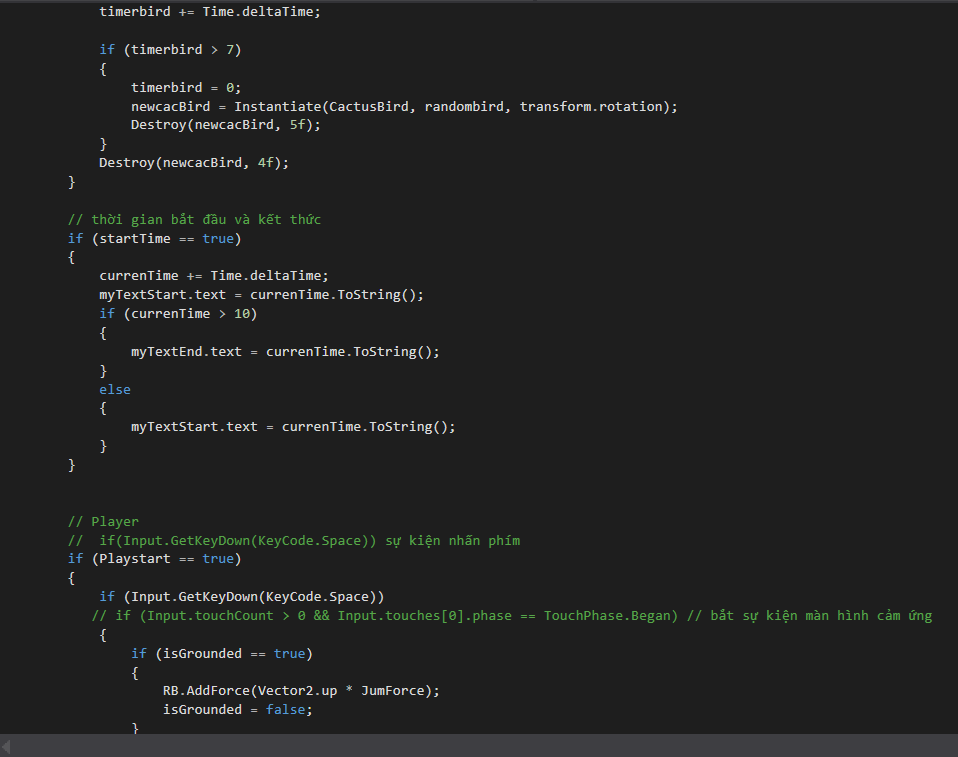 timerbird += Time.deltaTime;
if (timerbird > 7)
{
timerbird = 0;
newcacBird = Instantiate(CactusBird, randombird, transform.rotation);
Destroy(newcacBird, 5f);
}
Destroy(newcacBird, 4f);
}
// thời gian bắt đầu và kết thức
if (startTime == true)
{
currenTime += Time.deltaTime;
myTextStart.text = currenTime.ToString();
if (currenTime > 10)
{
myTextEnd.text = currenTime.ToString();
}
else
{
myTextStart.text = currenTime.ToString();
}
}
// Player
//  if(Input.GetKeyDown(KeyCode.Space)) sự kiện nhấn phím
if (Playstart == true)
{
if (Input.GetKeyDown(KeyCode.Space))
// if (Input.touchCount > 0 && Input.touches[0].phase == TouchPhase.Began) // bắt sự kiện màn hình cảm ứng
{
if (isGrounded == true)
{
RB.AddForce(Vector2.up * JumForce);
isGrounded = false;
}